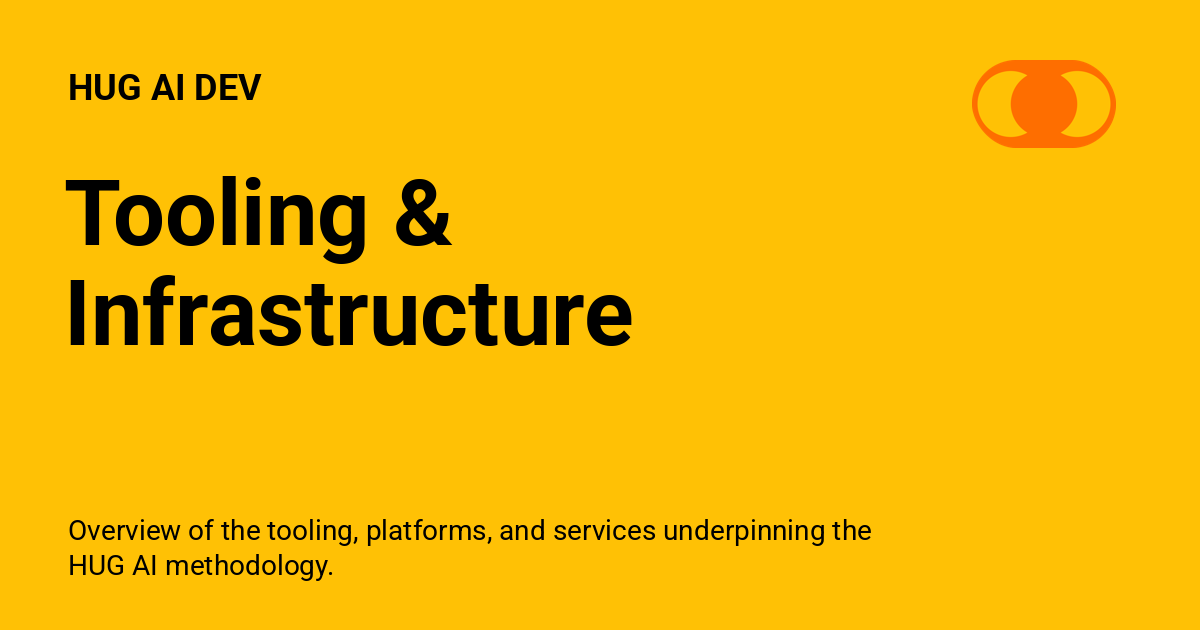 HUG AI DEV
Tooling &
Infrastructure
Overview of the tooling, platforms, and services underpinning the
HUG AI methodology.